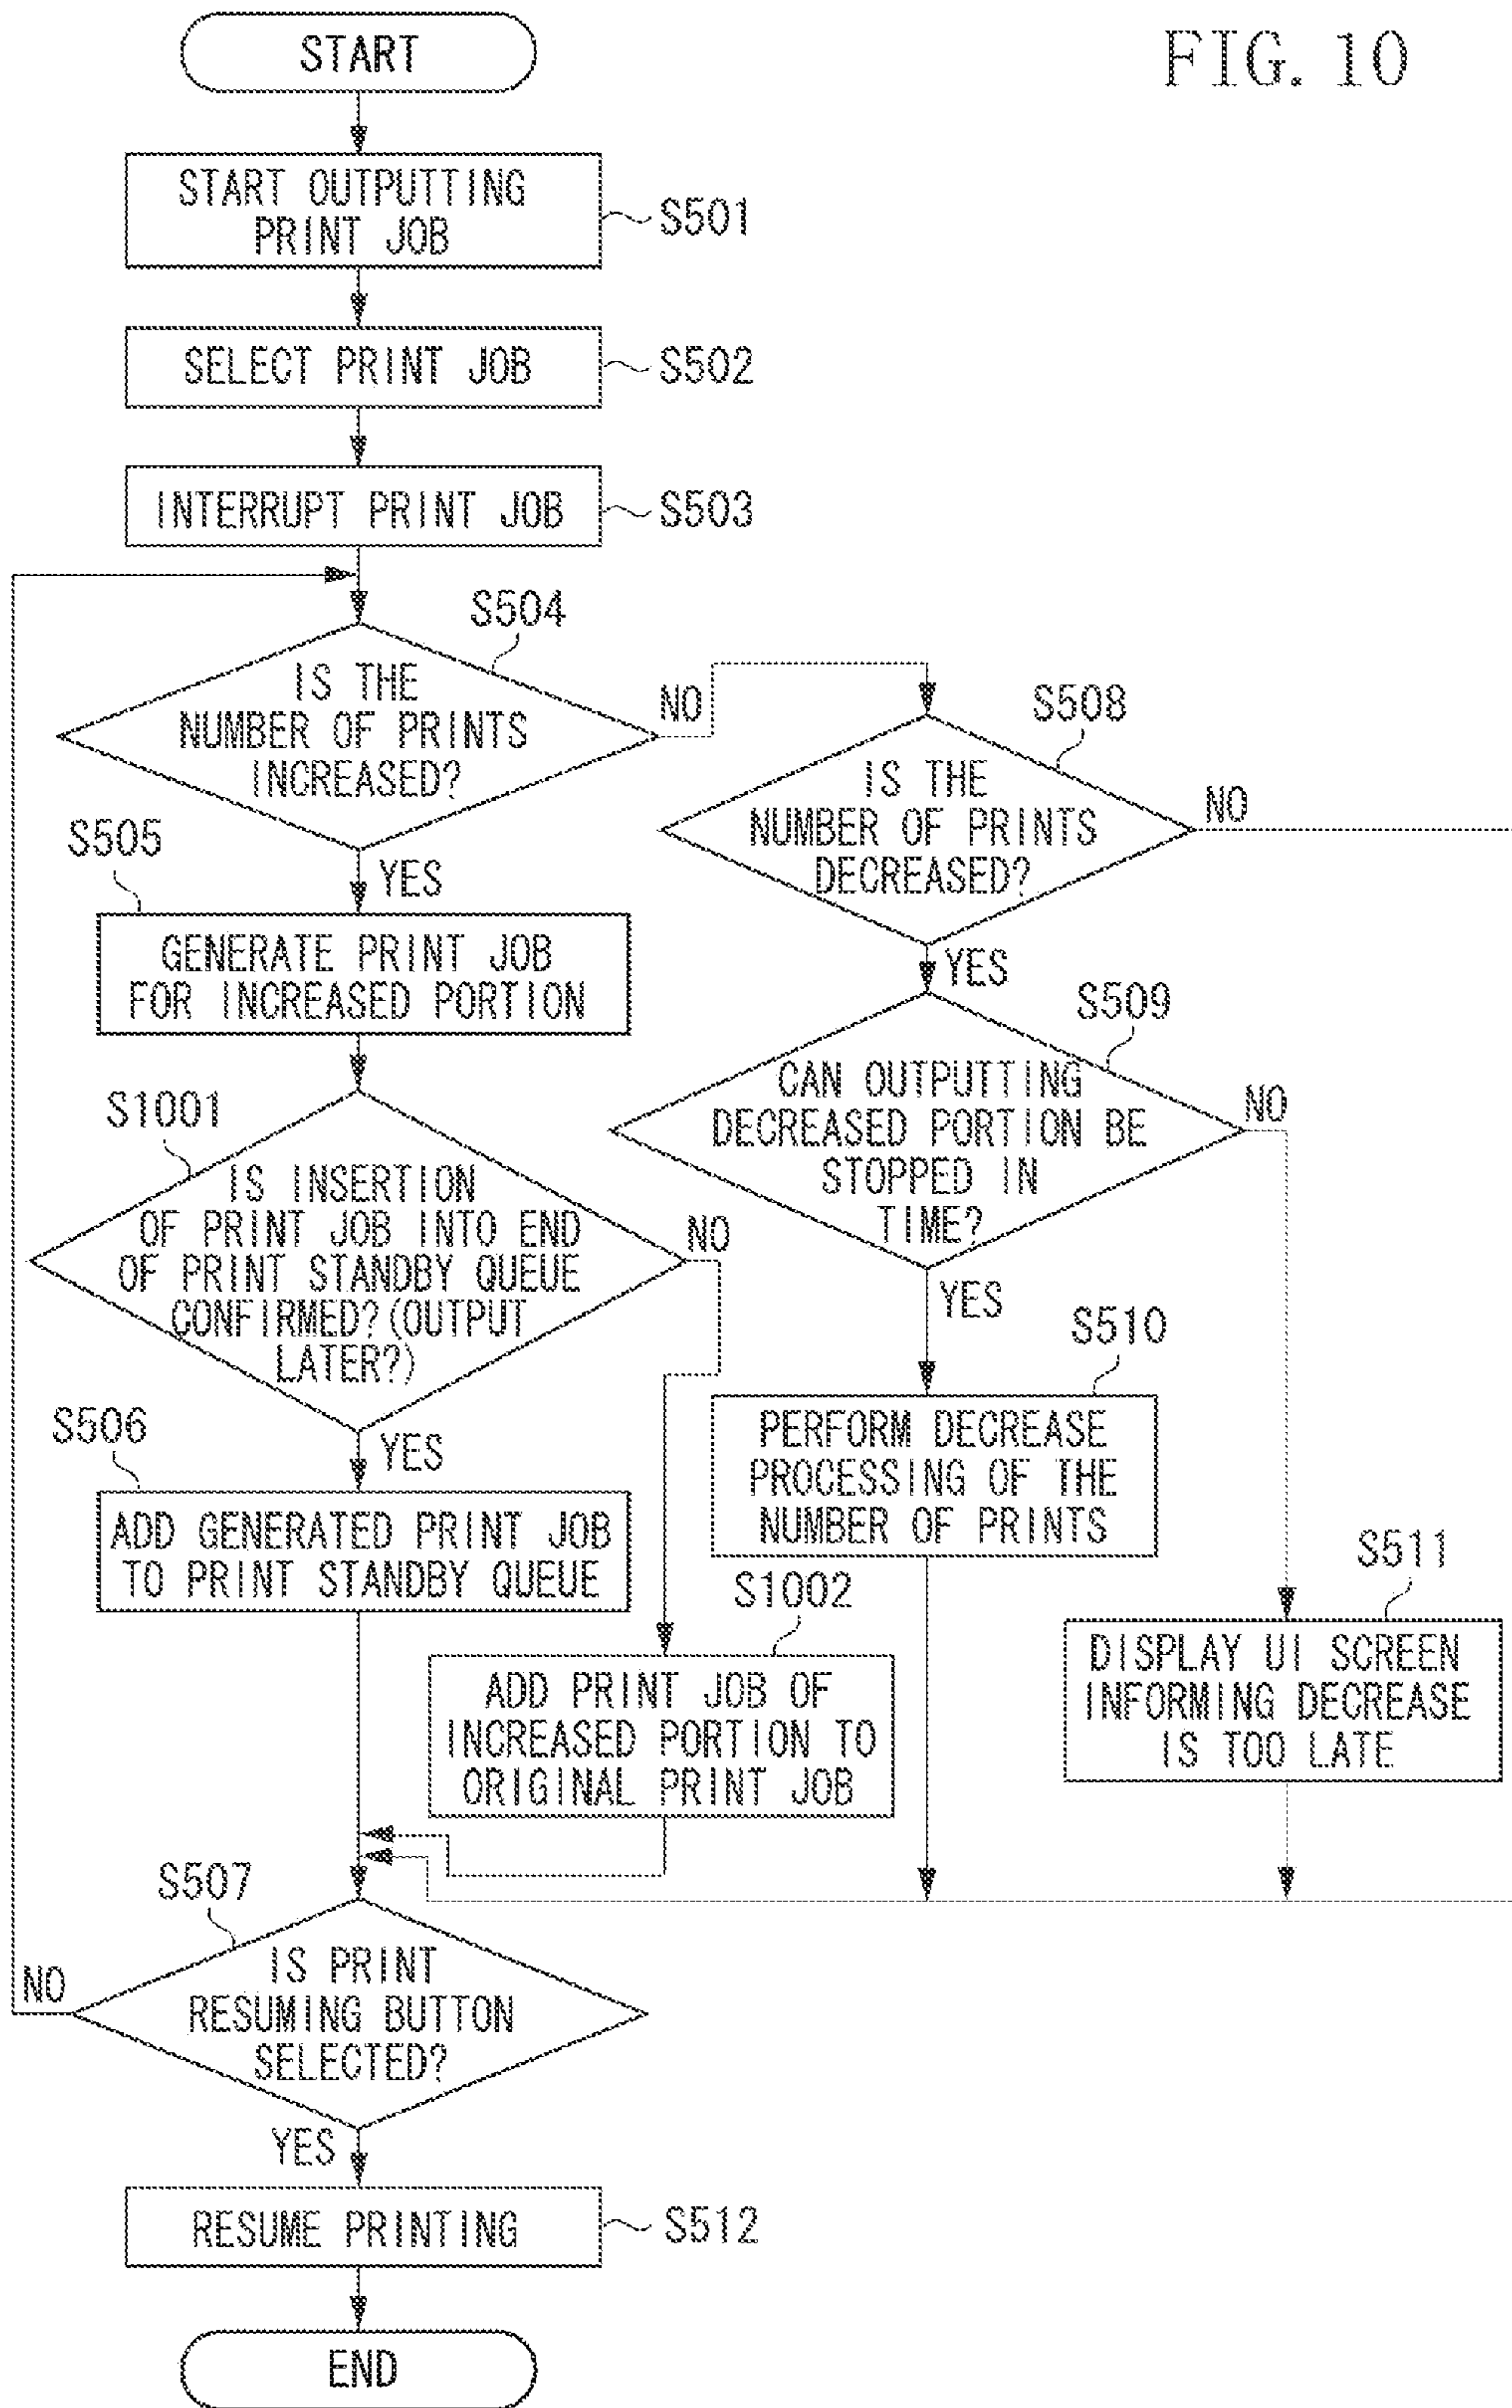 FIG. 10
START
START OUTPUTTING
PRINT JOB
S501
SELECT PRINT JOB
S502
INTERRUPT PRINT JOB
S503
S504
IS THE
NUMBER OF PRINTS
INCREASED?
NO
YES
S505
GENERATE PRINT JOB
FOR INCREASED PORTION
S1001
IS INSERTION
OF PRINT JOB INTO END
OF PRINT STANDBY QUEUE
CONFIRMED?(OUTPUT
LATER?)
NO
YES
S506
ADD GENERATED PRINT JOB
TO PRINT STANDBY QUEUE
S1002
ADD PRINT JOB OF
INCREASED PORTION TO
ORIGINAL PRINT JOB
S508
IS THE
NUMBER OF PRINTS
DECREASED?
NO
YES
S509
CAN OUTPUTTING
DECREASED PORTION BE
STOPPED IN
TIME?
NO
YES
S510
PERFORM DECREASE
PROCESSING OF THE
NUMBER OF PRINTS
S511
DISPLAY UI SCREEN
INFORMING DECREASE
IS TOO LATE
S507
IS PRINT
RESUMING BUTTON
SELECTED?
NO
YES
RESUME PRINTING
S512
END